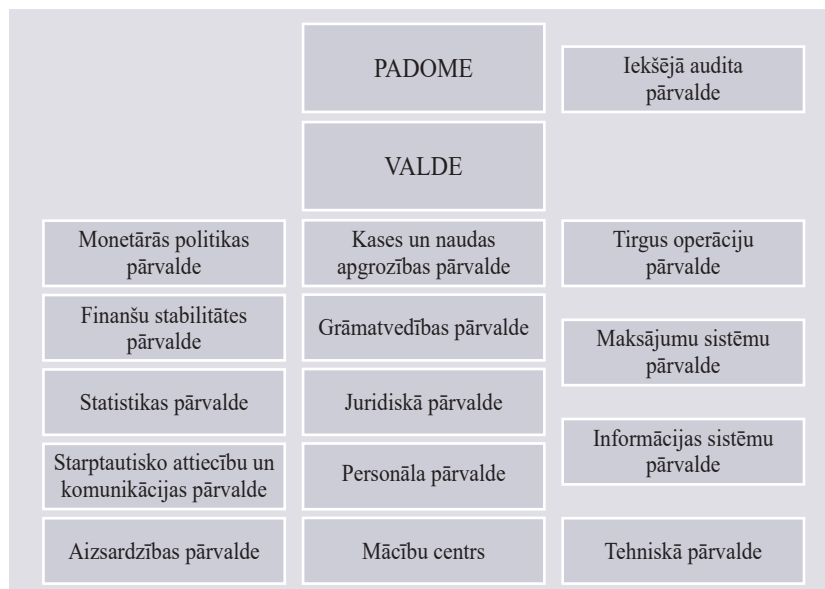 PADOME
Iekšējā audita
pārvalde
VALDE
Monetārās politikas
pārvalde
Kases un naudas
apgrozības pārvalde
Tirgus operāciju
pārvalde
Finanšu stabilitātes
pārvalde
Grāmatvedības pārvalde
Maksājumu sistēmu
pārvalde
Statistikas pārvalde
Juridiskā pārvalde
Informācijas sistēmu
pārvalde
Starptautisko attiecību un
komunikācijas pārvalde
Personāla pārvalde
Aizsardzības pārvalde
Mācību centrs
Tehniskā pārvalde